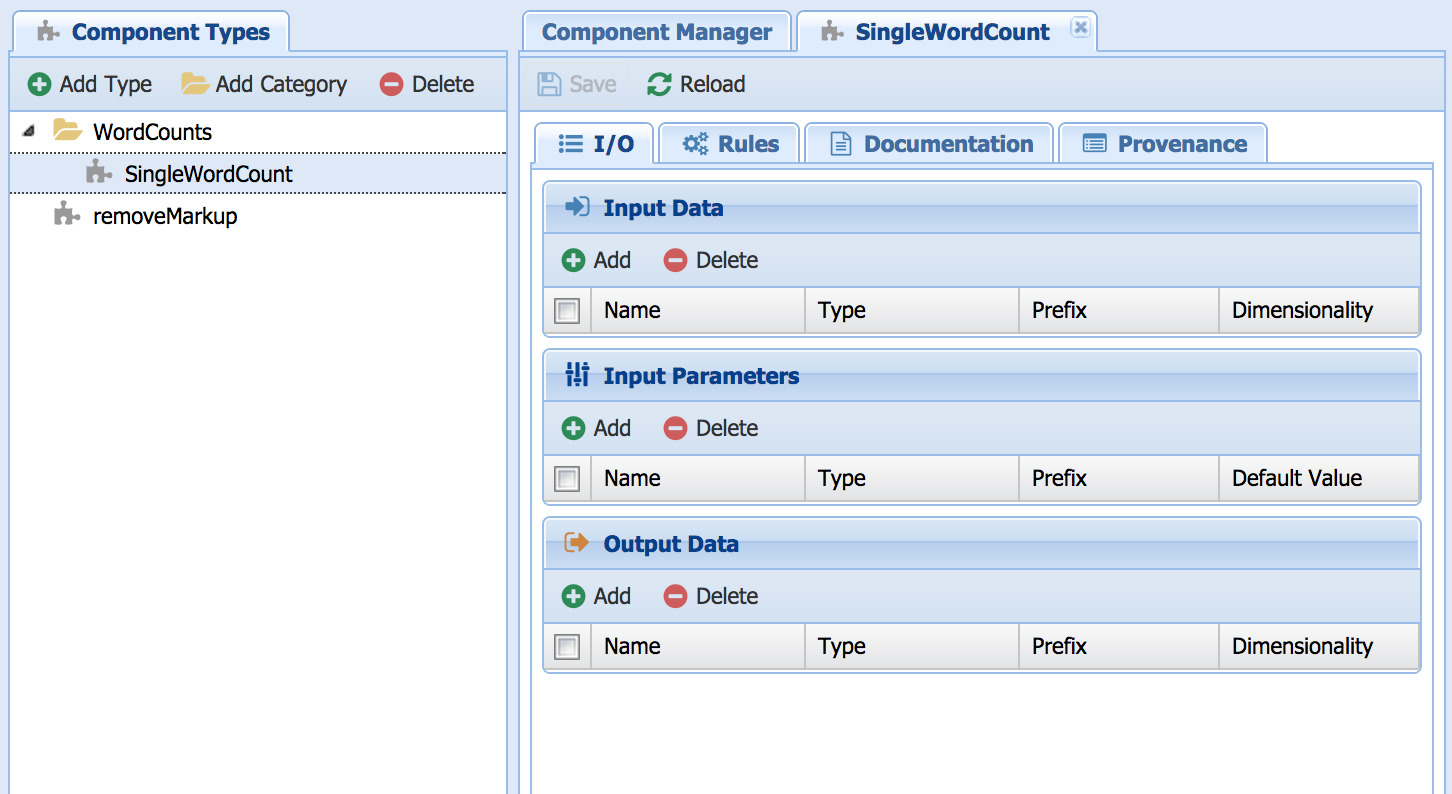 Component Types
Add Type Add Category Delete
WordCounts
SingleWordCount
removeMarkup
Component Manager SingleWordCount
Save Reload
I/O Rules Documentation Provenance
Input Data
Add Delete
Name Type Prefix Dimensionality
Input Parameters
Add Delete
Name Type Prefix Default Value
Output Data
Add Delete
Name Type Prefix Dimensionality